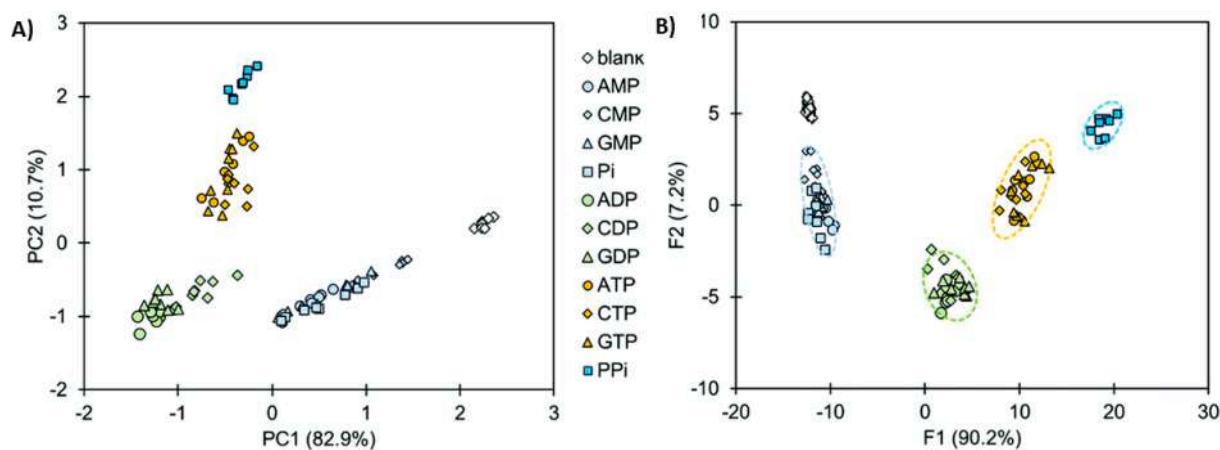 A)
3
2
1
0
-1
-2
-2
-1
0
1
2
3
PC2 (10.7%)
PC1 (82.9%)
blank
AMP
CMP
GMP
Pi
ADP
CDP
GDP
ATP
CTP
GTP
PPi
B)
10
5
0
-5
-10
-20
-10
0
10
20
30
F2 (7.2%)
F1 (90.2%)